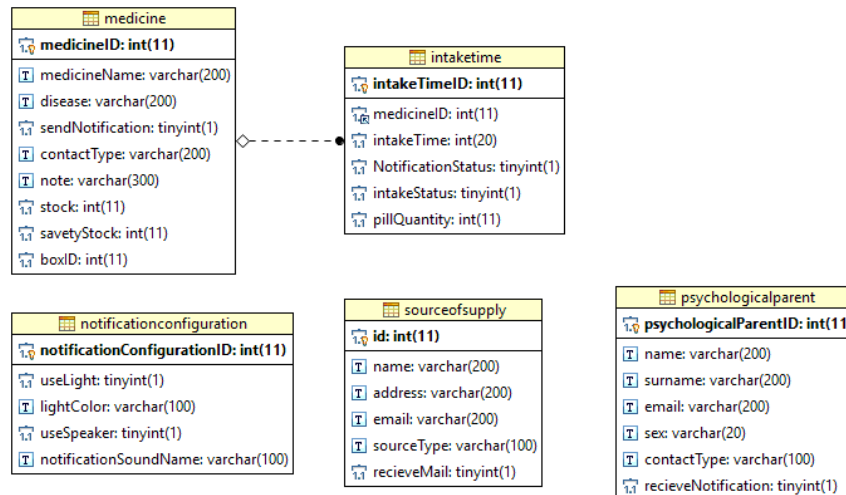 medicine
medicineID: int(11)
medicineName: varchar(200)
disease: varchar(200)
sendNotification: tinyint(1)
contactType: varchar(200)
note: varchar(300)
stock: int(11)
savetyStock: int(11)
boxID: int(11)
intaketime
intakeTimeID: int(11)
medicineID: int(11)
intakeTime: int(20)
NotificationStatus: tinyint(1)
intakeStatus: tinyint(1)
pillQuantity: int(11)
notificationconfiguration
notificationConfigurationID: int(11)
useLight: tinyint(1)
lightColor: varchar(100)
useSpeaker: tinyint(1)
notificationSoundName: varchar(100)
sourceofsupply
id: int(11)
name: varchar(200)
address: varchar(200)
email: varchar(200)
sourceType: varchar(100)
recieveMail: tinyint(1)
psychologicalparent
psychologicalParentID: int(11
name: varchar(200)
surname: varchar(200)
email: varchar(200)
sex: varchar(20)
contactType: varchar(100)
recieveNotification: tinyint(1)